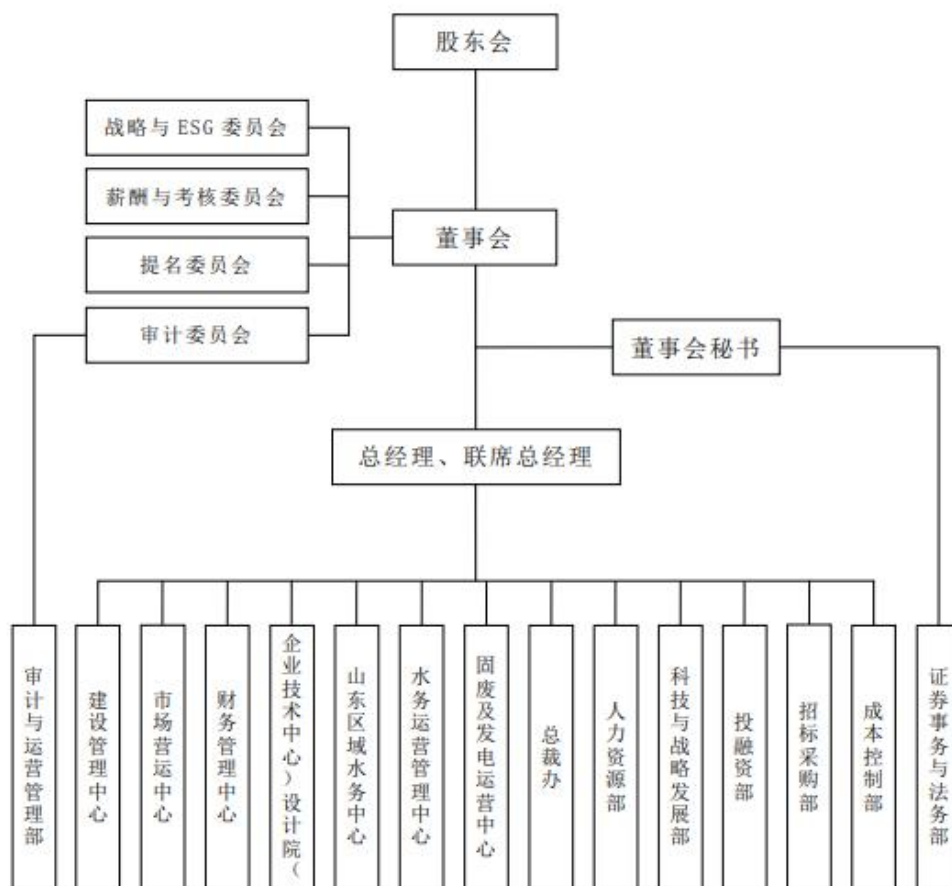 股东会
战略与 ESG 委员会
薪酬与考核委员会
提名委员会
审计委员会
董事会
董事会秘书
总经理、联席总经理
审计与运营管理部
建设管理中心
市场营运中心
财务管理中心
企业技术中心）设计院（
山东区域水务中心
水务运营管理中心
固废及发电运营中心
总裁办
人力资源部
科技与战略发展部
投融资部
招标采购部
成本控制部
证券事务与法务部